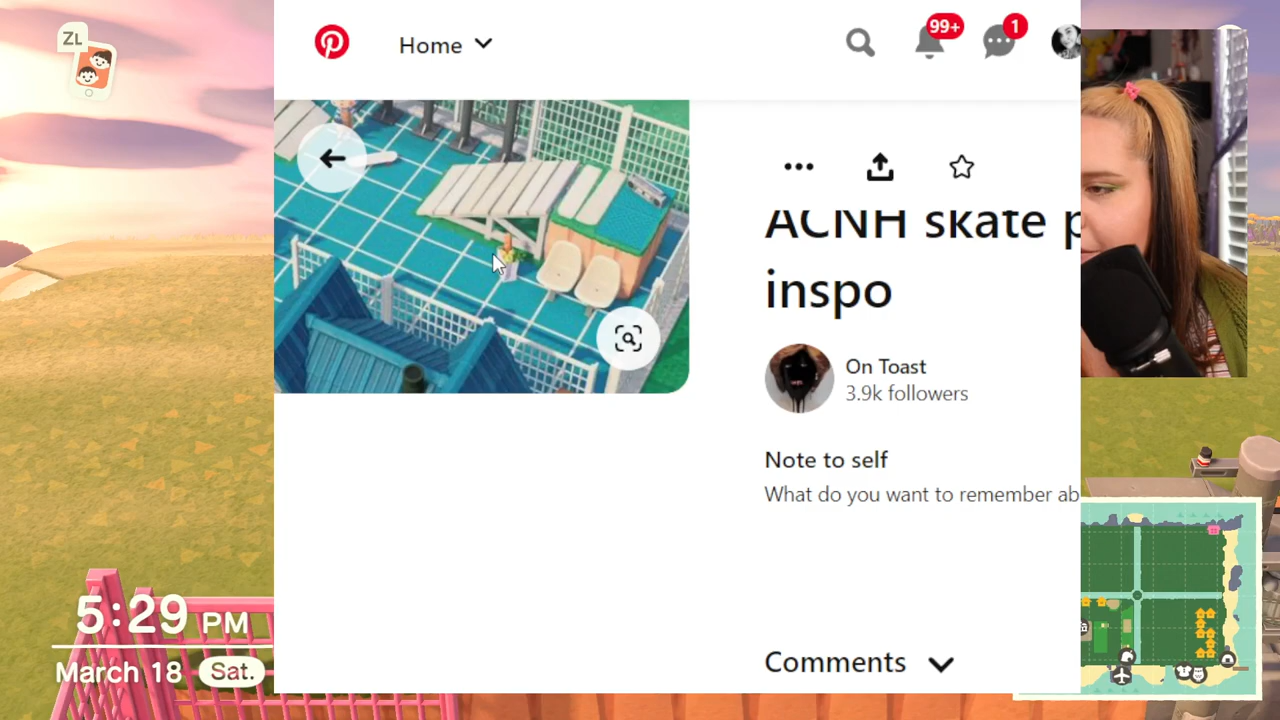 ZL
Home
99+
1
ACNH skate p
inspo
On Toast
3.9k followers
Note to self
What do you want to remember ab
5:29 PM
March 18 Sat.
Comments